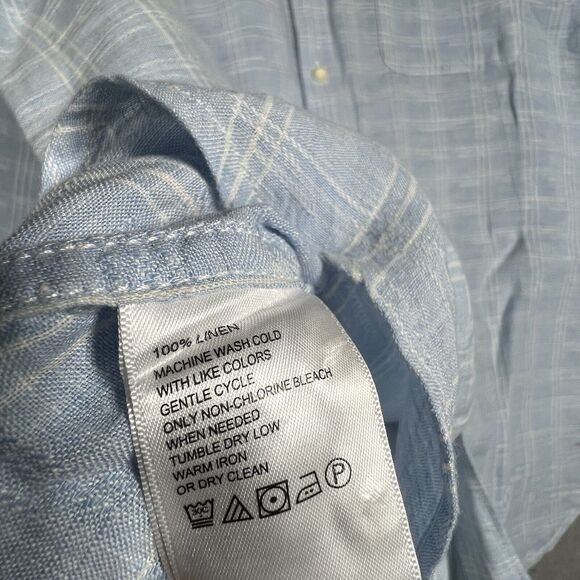 100% LINEN
MACHINE WASH COLD
WITH LIKE COLORS
GENTLE CYCLE
ONLY NON-CHLORINE BLEACH
WHEN NEEDED
TUMBLE DRY LOW
WARM IRON
OR DRY CLEAN
30C P